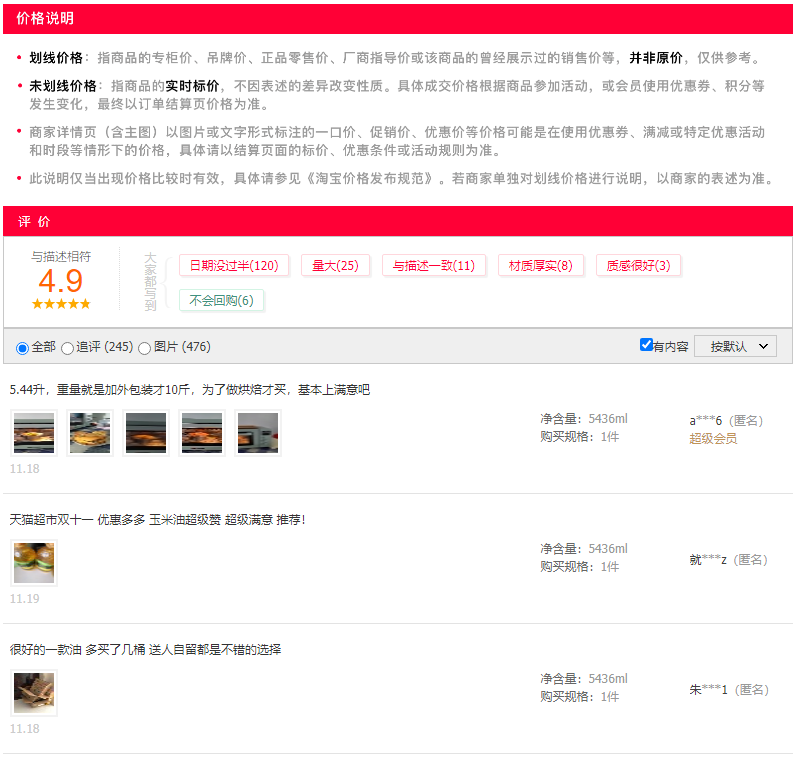 价格说明
划线价格：指商品的专柜价、吊牌价、正品零售价、厂商指导价或该商品的曾经展示过的销售价等，并非原价，仅供参考。
未划线价格：指商品的实时标价，不因表述的差异改变性质。具体成交价格根据商品参加活动，或会员使用优惠券、积分等
发生变化，最终以订单结算页价格为准。
商家详情页（含主图）以图片或文字形式标注的一口价、促销价、优惠价等价格可能是在使用优惠券、满减或特定优惠活动
和时段等情形下的价格，具体请以结算页面的标价、优惠条件或活动规则为准。
此说明仅当出现价格比较时有效，具体请参见《淘宝价格发布规范》。若商家单独对划线价格进行说明，以商家的表述为准。
评 价
与描述相符
4.9
大家都写到
日期没过半(120) 量大(25) 与描述一致(11) 材质厚实(8) 质感很好(3)
不会回购(6)
全部 追评 (245) 图片 (476) 有内容 按默认
5.44升，重量就是加外包装才10斤，为了做烘焙才买，基本上满意吧
净含量：5436ml
购买规格：1件
a***6（匿名）
超级会员
11.18
天猫超市双十一 优惠多多 玉米油超级赞 超级满意 推荐！
净含量：5436ml
购买规格：1件
就***z（匿名）
11.19
很好的一款油 多买了几桶 送人自留都是不错的选择
净含量：5436ml
购买规格：1件
朱***1（匿名）
11.18